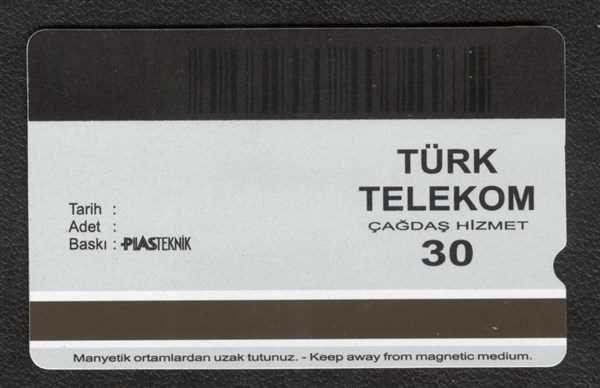 TÜRK
TELEKOM
ÇAĞDAŞ HİZMET
30
Tarih :
Adet :
Baskı : PLASTEKNİK
Manyetik ortamlardan uzak tutunuz. - Keep away from magnetic medium.